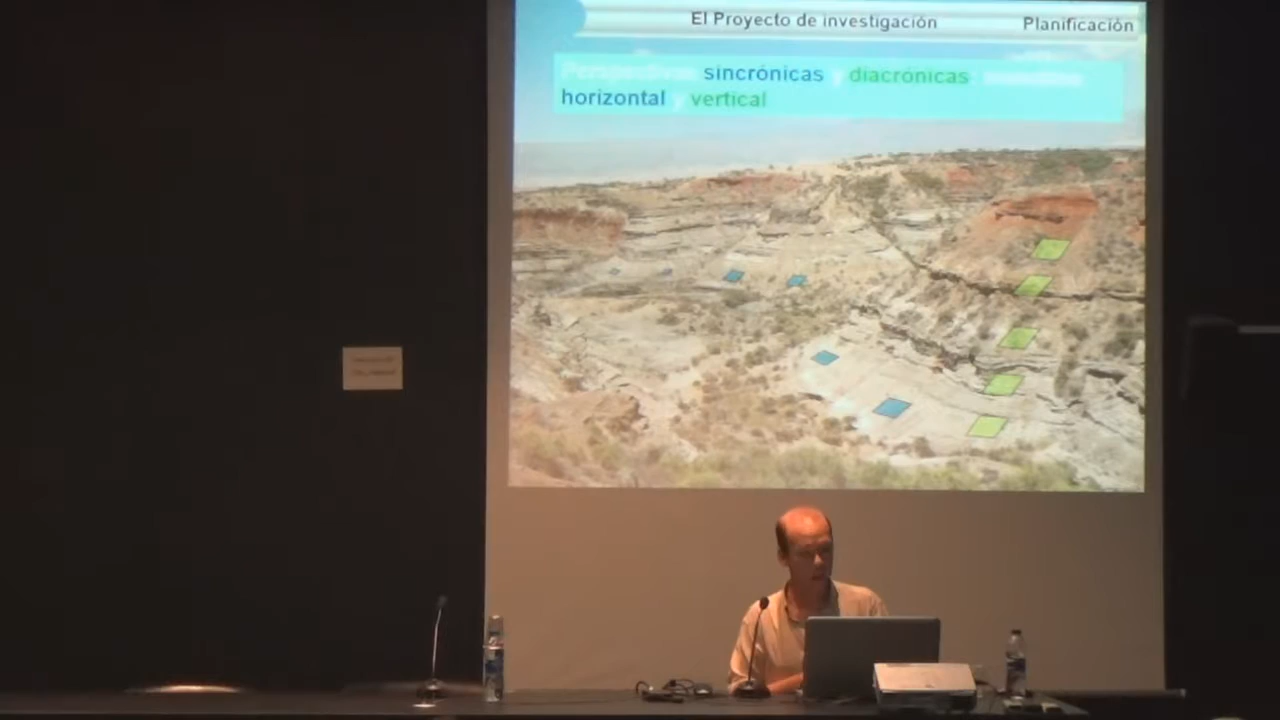 El Proyecto de investigación
Planificación
sincrónicas y diacrónicas
horizontal y vertical